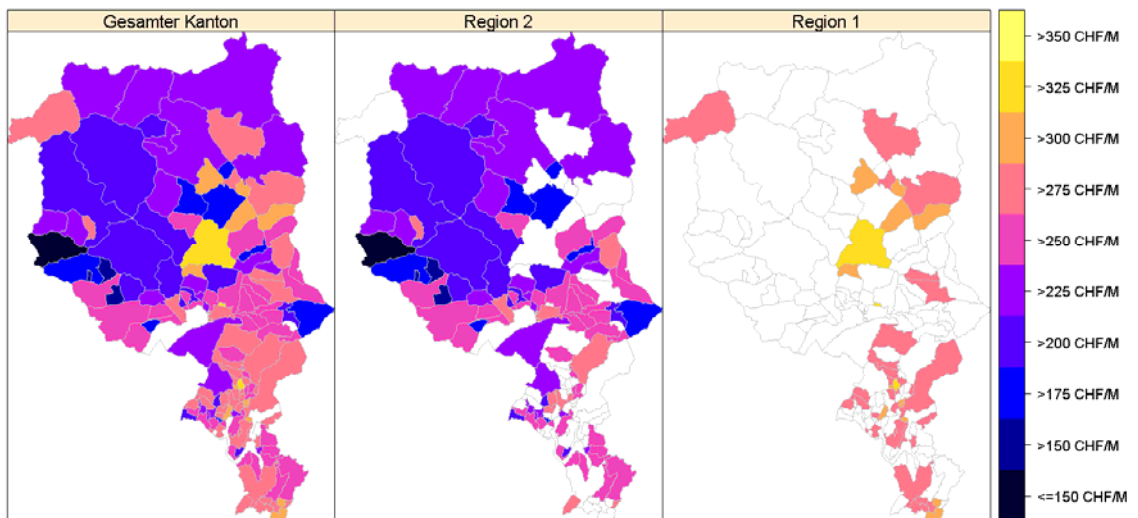 Gesamter Kanton
Region 2
Region 1
>350 CHF/M
>325 CHF/M
>300 CHF/M
>275 CHF/M
>250 CHF/M
>225 CHF/M
>200 CHF/M
>175 CHF/M
>150 CHF/M
<=150 CHF/M